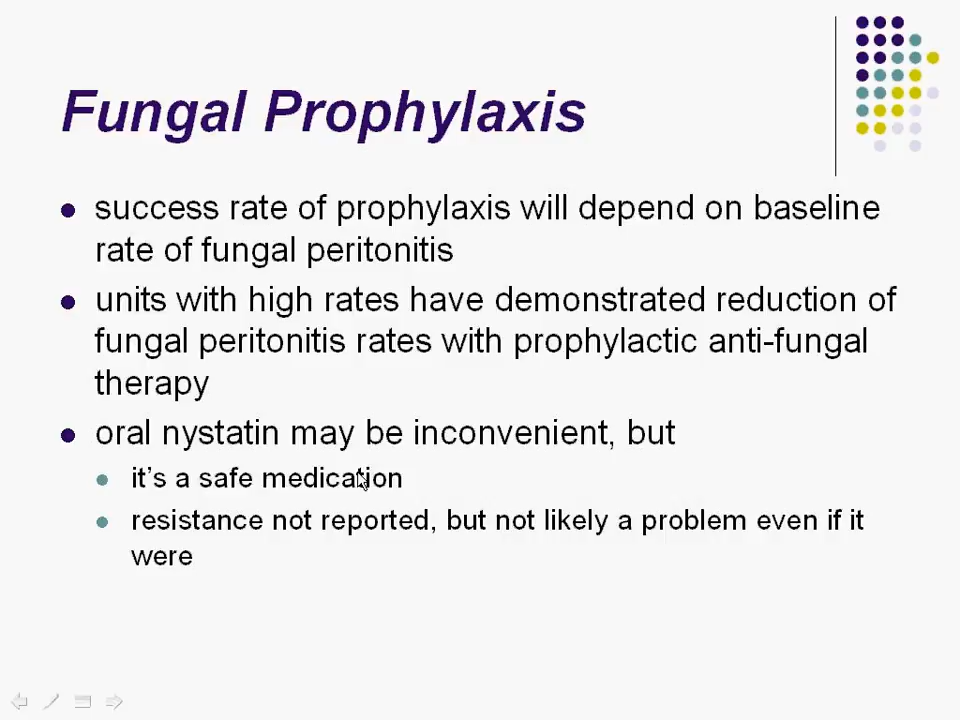 Fungal Prophylaxis
success rate of prophylaxis will depend on baseline
rate of fungal peritonitis
units with high rates have demonstrated reduction of
fungal peritonitis rates with prophylactic anti-fungal
therapy
oral nystatin may be inconvenient, but
it's a safe medication
resistance not reported, but not likely a problem even if it
were